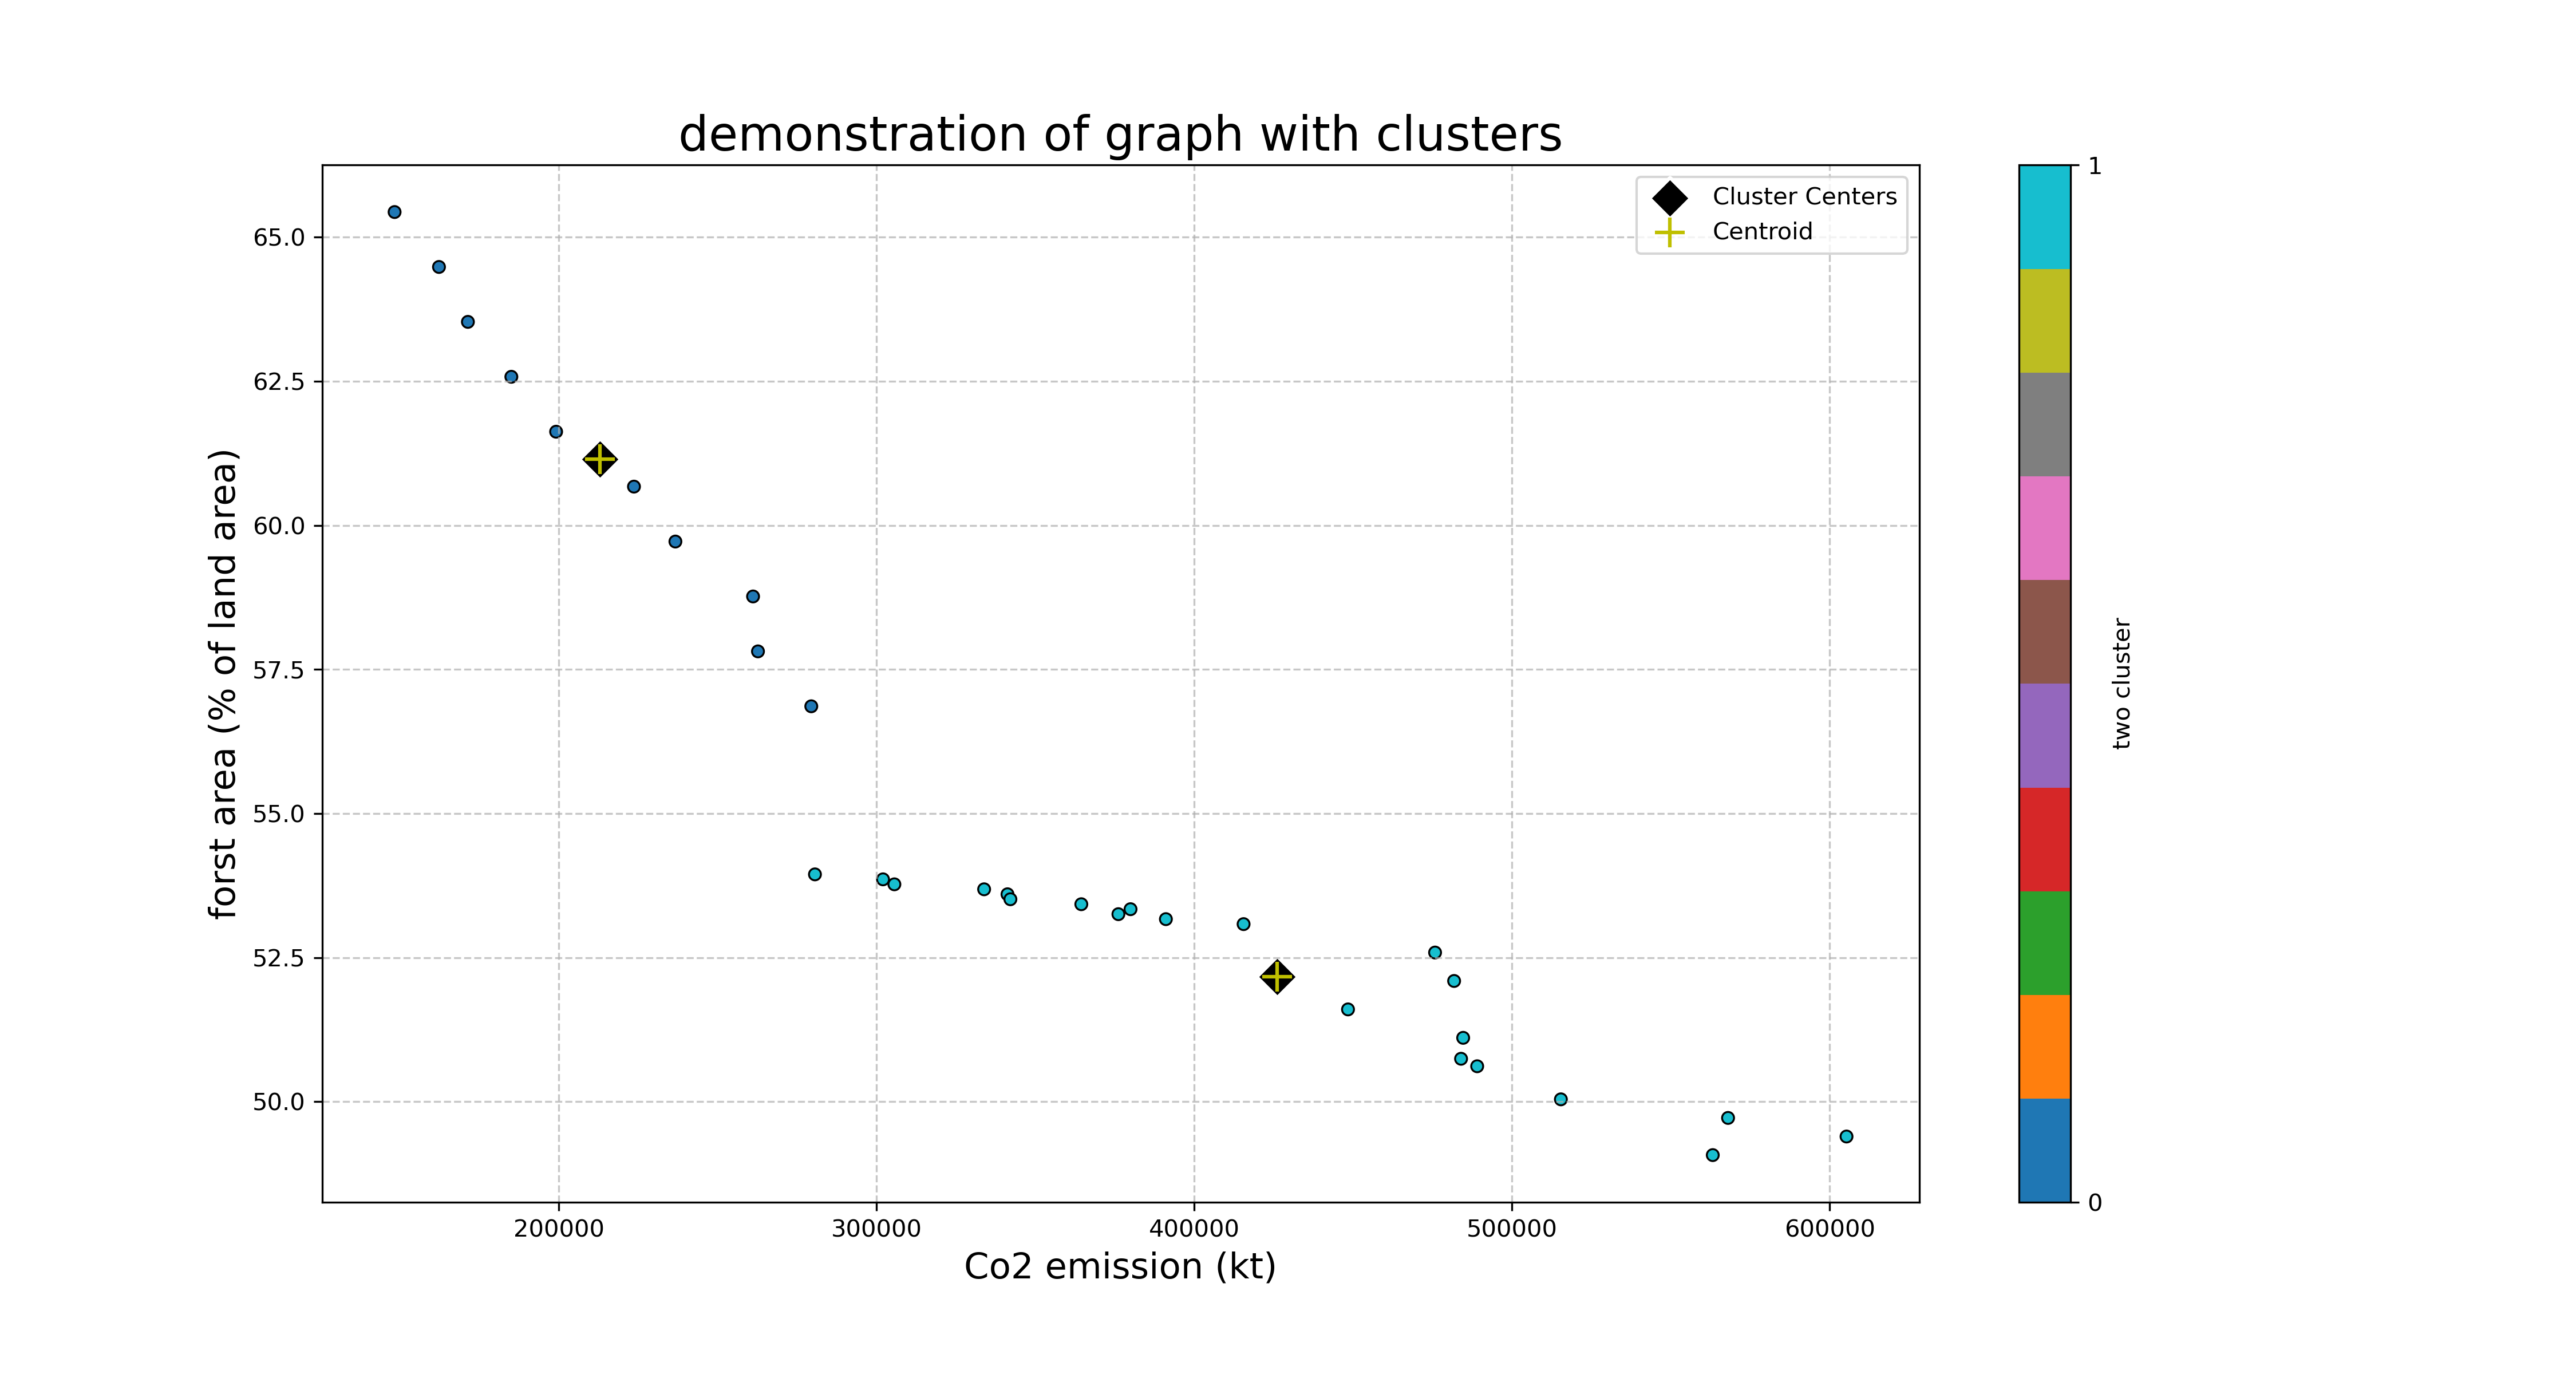 demonstration of graph with clusters
Cluster Centers
Centroid
1
65.0
62.5
60.0
57.5
55.0
52.5
50.0
forst area (% of land area)
two cluster
0
200000
300000
400000
500000
600000
Co2 emission (kt)